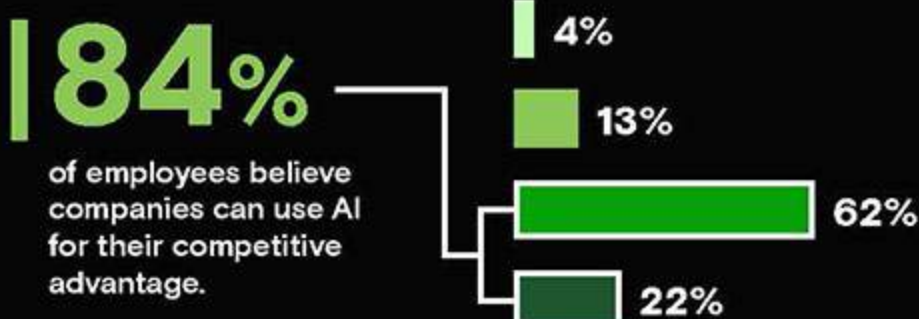 84%
of employees believe
companies can use AI
for their competitive
advantage.
4%
13%
62%
22%